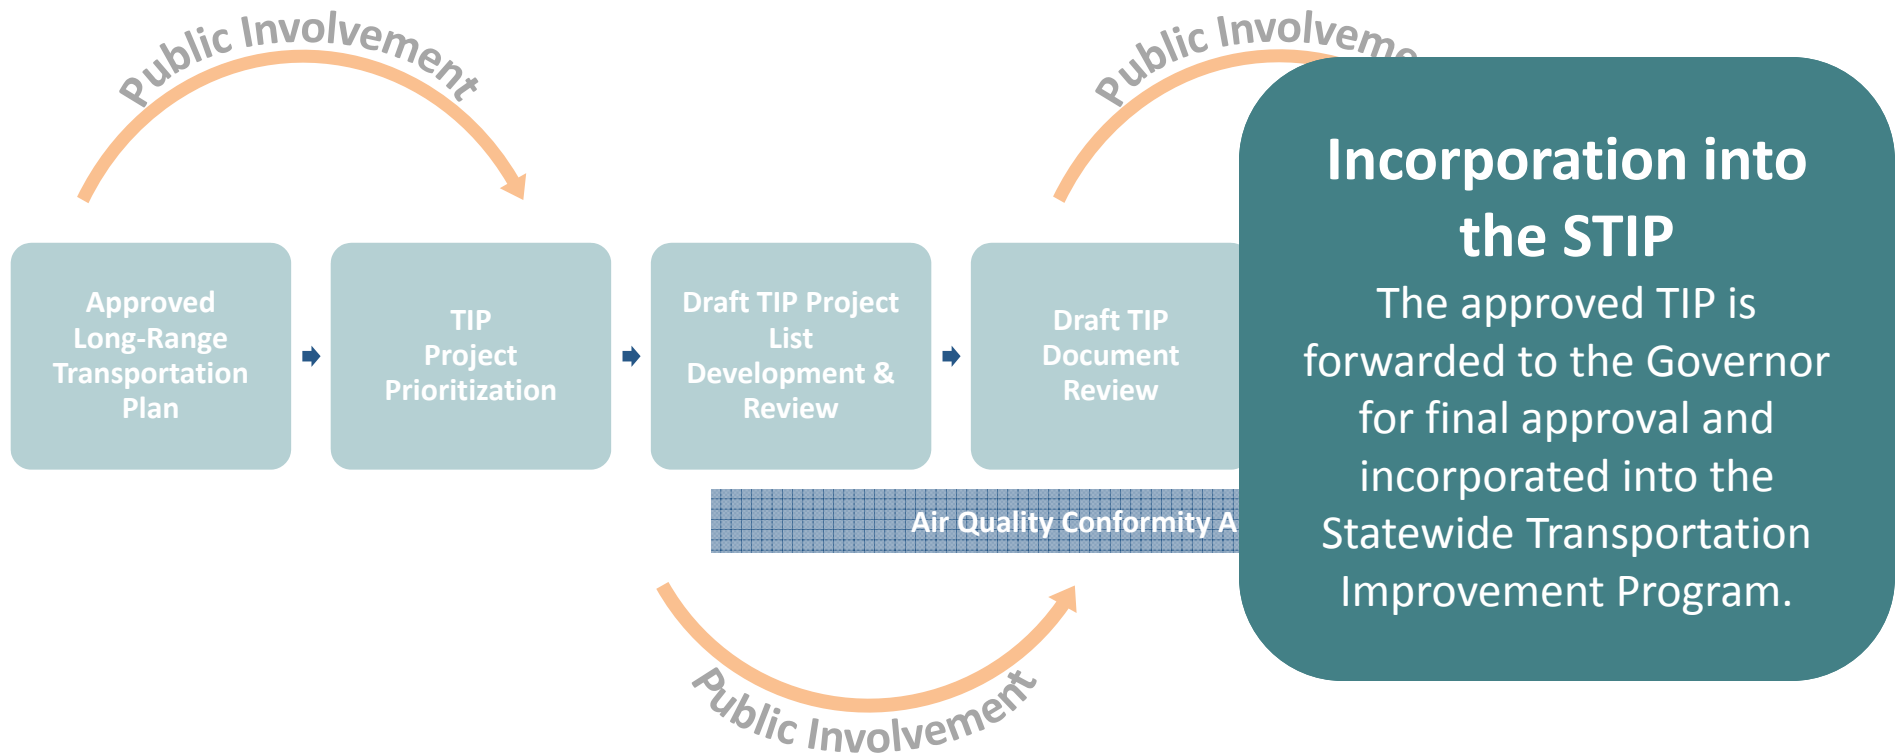 Public Involvement
Public Involveme
Approved
Long-Range
Transportation
Plan
TIP
Project
Prioritization
Draft TIP Project
List
Development &
Review
Draft TIP
Document
Review
Incorporation into
the STIP
The approved TIP is
forwarded to the Governor
for final approval and
incorporated into the
Statewide Transportation
Improvement Program.
Air Quality Conformity A
Public Involvement